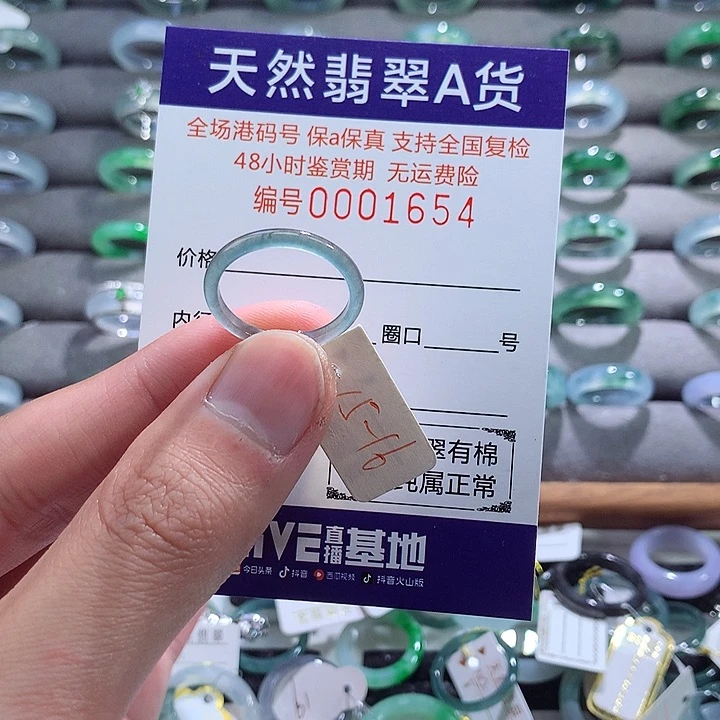 天然翡翠A货
全场港码号 保a保真 支持全国复检
48小时鉴赏期 无运费险
编号0001654
价格
内
圈口 号
翠有棉
纯属正常
直播基地
今日头条 抖音 西瓜视频 抖音火山版